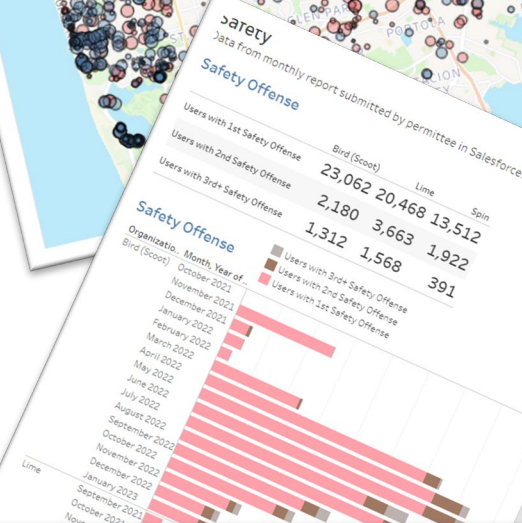 GLEN PARK
PORTOLA
Safety
Data from monthly report submitted by permittee in Salesforce
Safety Offense
Bird (Scoot) Lime Spin
Users with 1st Safety Offense 23,062 20,468 13,512
Users with 2nd Safety Offense 2,180 3,663 1,922
Users with 3rd+ Safety Offense 1,312 1,568 391
Safety Offense
Users with 3rd+ Safety Offense
Users with 2nd Safety Offense
Users with 1st Safety Offense
Organizatio.. Month, Year of..
Bird (Scoot) October 2021
November 2021
December 2021
January 2022
February 2022
March 2022
April 2022
May 2022
June 2022
July 2022
August 2022
September 2022
October 2022
November 2022
December 2022
January 2023
Lime September 2021
October 2021